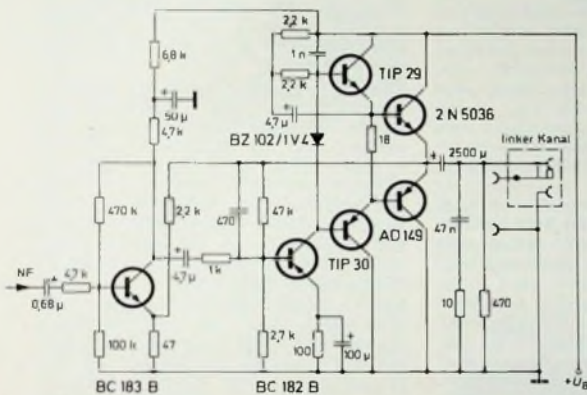 2,2 k
1 n
TIP 29
6,8 k
2,2 k
2 N 5036
50 µ
4,7 µ
linker Kanal
4,7 k
BZ 102/1V4
18
2500 µ
470 k
2,2 k
470
47 k
AD 149
47 n
NF
4,7 k
4,7 µ
1 k
TIP 30
0,68 µ
10
470
100 k
47
2,7 k
100
100 µ
BC 183 B
BC 182 B
+U_B